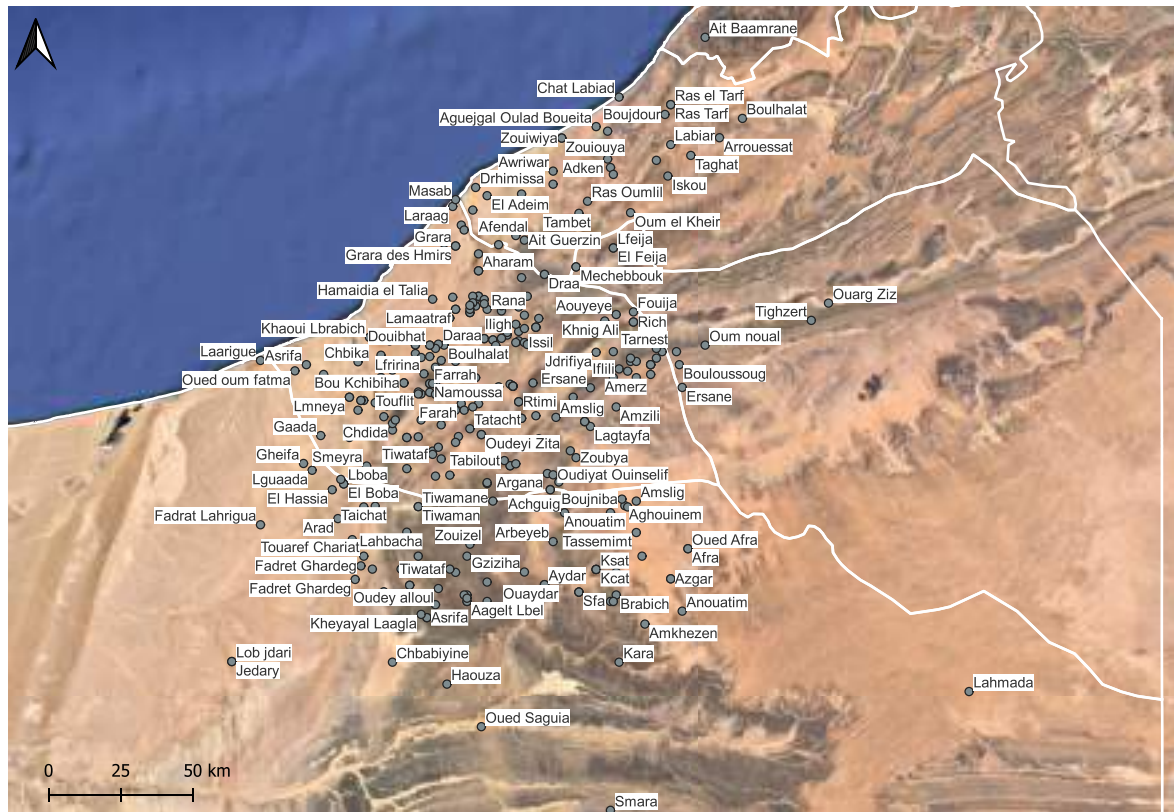 Ait Baamrane
Chat Labiad
Ras el Tarf
Aguejgal Oulad Boueita
Boujdour
Ras Tarf
Boulhalat
Zouiwiya
Zouiouya
Labiar
Arrouessat
Awriwar
Adken
Taghat
Drhimissa
Iskou
Masab
El Adeim
Ras Oumlil
Laraag
Afendal
Tambet
Oum el Kheir
Grara
Ait Guerzin
Lfeija
Grara des Hmirs
Aharam
El Feija
Draa
Mechebbouk
Hamaidia el Talia
Rana
Aouyeye
Fouija
Ouarg Ziz
Lamaatraf
Iligh
Khnig Ali
Rich
Tighzert
Khaoui Lbrabich
Douibhat
Daraa
Issil
Tarnest
Oum noual
Laarigue
Asrifa
Chbika
Boulhalat
Jdrifiya
Iflili
Lfririna
Bouloussoug
Oued oum fatma
Bou Kchibiha
Farrah
Ersane
Amerz
Ersane
Namoussa
Lmneya
Touflit
Farah
Rtimi
Amslig
Amzili
Tatacht
Gaada
Chdida
Lagtayfa
Oudeyi Zita
Gheifa
Smeyra
Tiwataf
Tabilout
Zoubya
Lguaada
Lboba
Argana
Oudiyat Ouinselif
El Hassia
El Boba
Tiwamane
Achguig
Boujniba
Amslig
Fadrat Lahrigua
Arad
Taichat
Tiwaman
Anouatim
Aghouinem
Touaref Chariat
Lahbacha
Zouizel
Arbeyeb
Tassemimt
Oued Afra
Afra
Fadret Ghardeg
Tiwataf
Gziziha
Ksat
Fadret Ghardeg
Aydar
Kcat
Azgar
Oudey alloul
Ouaydar
Sfa
Brabich
Anouatim
Kheyayal Laagla
Asrifa
Aagelt Lbel
Amkhezen
Lob jdari
Jedary
Chbabiyine
Kara
Haouza
Lahmada
Oued Saguia
Smara
0 25 50 km